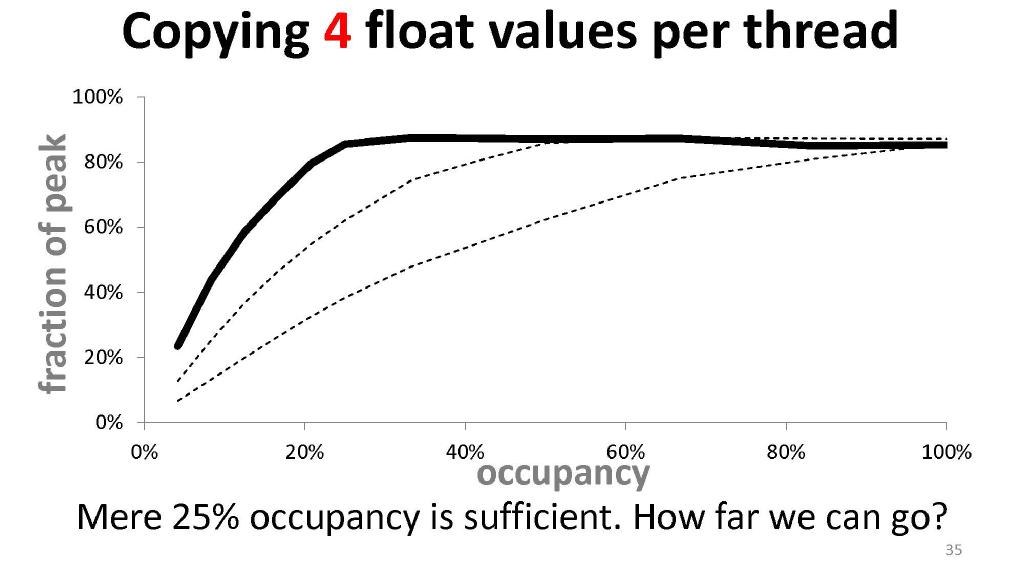 Copying 4 float values per thread
100%
80%
60%
40%
20%
0%
fraction of peak
0% 20% 40% 60% 80% 100%
occupancy
Mere 25% occupancy is sufficient. How far we can go?
35